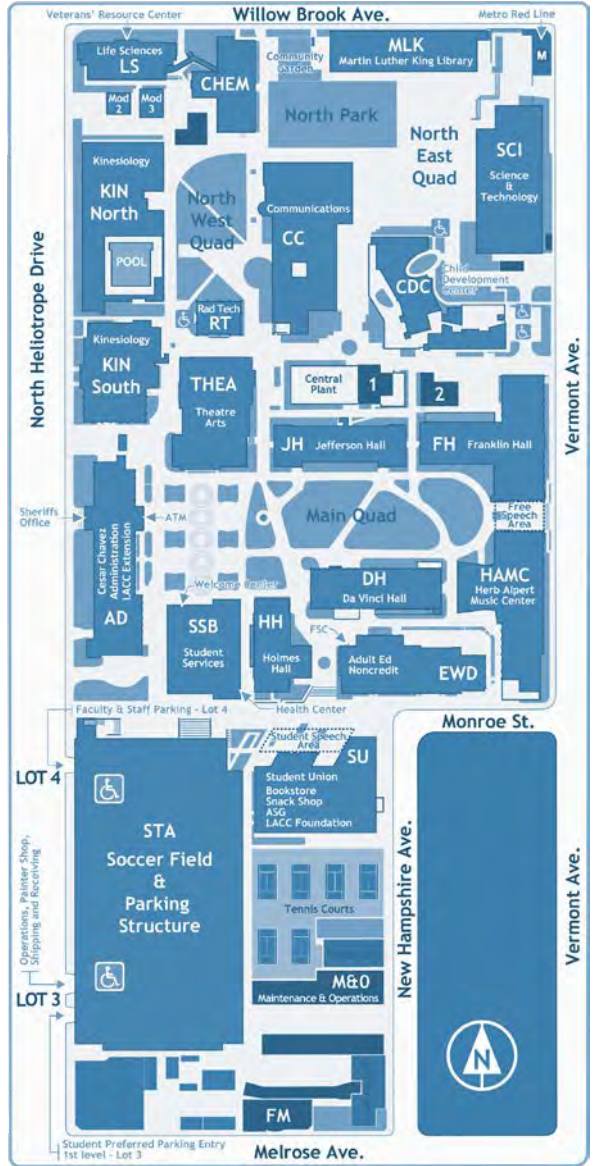 Veterans' Resource Center
Willow Brook Ave.
Metro Red Line
Life Sciences
LS
CHEM
Community
Garden
MLK
Martin Luther King Library
M
Mod
2
Mod
3
North Park
North
East
Quad
SCI
Science
&
Technology
Kinesiology
KIN
North
POOL
North
West
Quad
Communications
CC
CDC
Child
Development
Center
Rad Tech
RT
North Heliotrope Drive
Vermont Ave.
Kinesiology
KIN
South
THEA
Theatre
Arts
Central
Plant
1
2
JH Jefferson Hall
FH Franklin Hall
Sheriffs
Office
ATM
Cesar Chavez
Administration
LACC Extension
AD
Main Quad
Free
Speech
Area
Welcome Center
DH
Da Vinci Hall
HAMC
Herb Alpert
Music Center
SSB
Student
Services
HH
Holmes
Hall
FSC
Adult Ed
Noncredit
EWD
Faculty & Staff Parking - Lot 4
Health Center
Monroe St.
Student Speech
Area
SU
Student Union
Bookstore
Snack Shop
ASG
LACC Foundation
LOT 4
STA
Soccer Field
&
Parking
Structure
Operations, Painter Shop,
Shipping and Receiving
Tennis Courts
New Hampshire Ave.
Vermont Ave.
LOT 3
M&O
Maintenance & Operations
N
FM
Student Preferred Parking Entry
1st level - Lot 3
Melrose Ave.